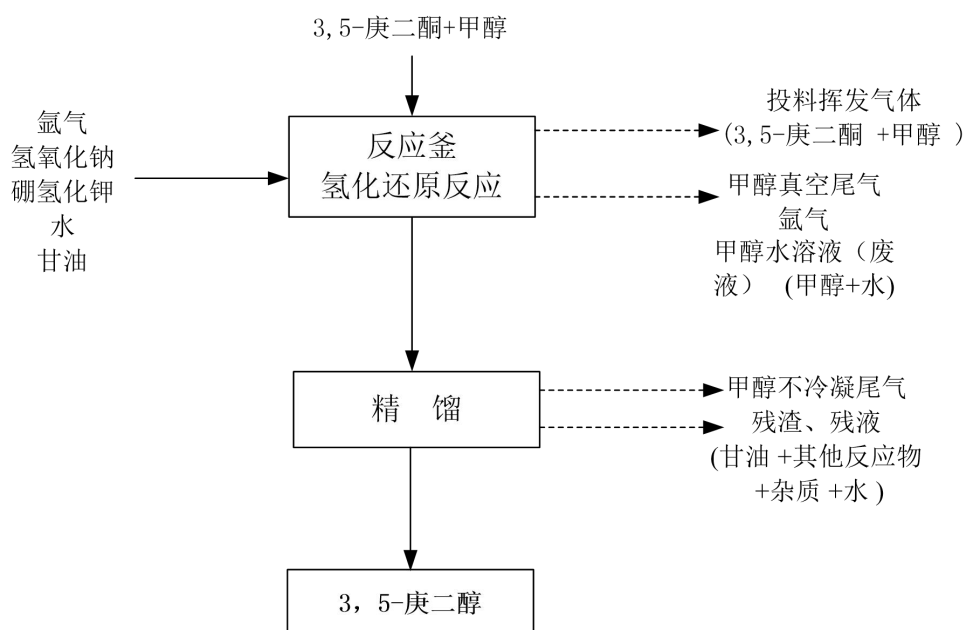 3,5-庚二酮+甲醇
氩气
氢氧化钠
硼氢化钾
水
甘油
反应釜
氢化还原反应
投料挥发气体
(3,5-庚二酮 +甲醇 )
甲醇真空尾气
氩气
甲醇水溶液（废
液） (甲醇+水)
精 馏
甲醇不冷凝尾气
残渣、残液
(甘油 +其他反应物
+杂质 +水 )
3, 5-庚二醇